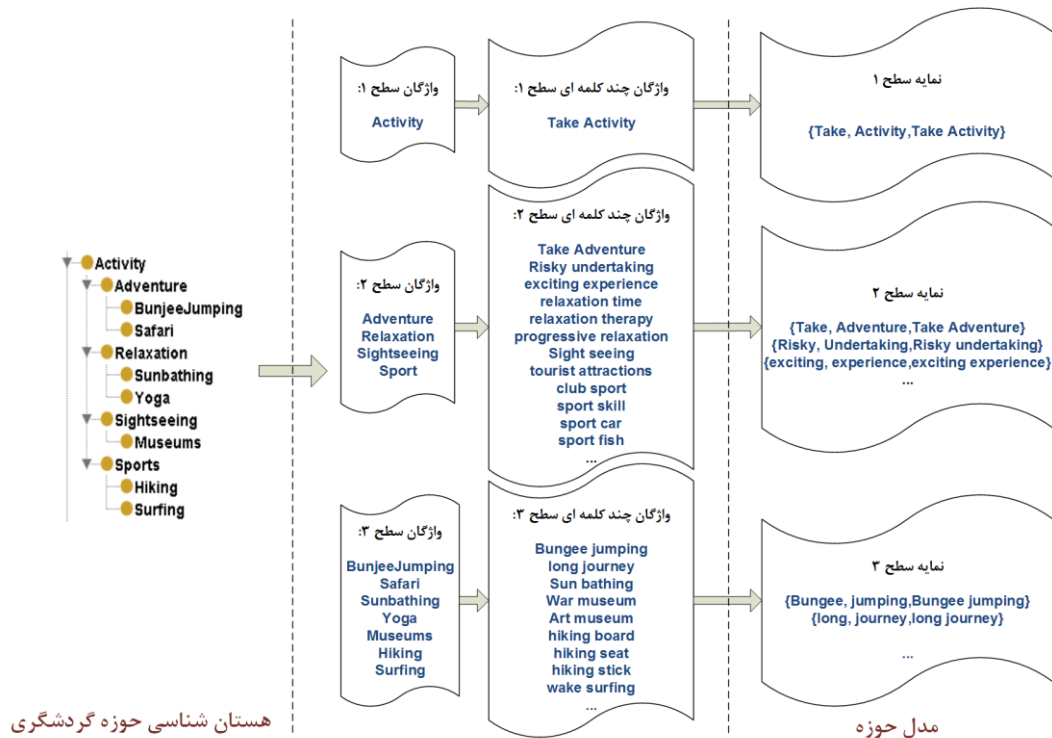 Activity
Adventure
BunjeeJumping
Safari
Relaxation
Sunbathing
Yoga
Sightseeing
Museums
Sports
Hiking
Surfing
هستان شناسی حوزه گردشگری
واژگان سطح ۱:
Activity
واژگان چند کلمه ای سطح ۱:
Take Activity
نمایه سطح ۱
{Take, Activity,Take Activity}
واژگان سطح ۲:
Adventure
Relaxation
Sightseeing
Sport
واژگان چند کلمه ای سطح ۲:
Take Adventure
Risky undertaking
exciting experience
relaxation time
relaxation therapy
progressive relaxation
Sight seeing
tourist attractions
club sport
sport skill
sport car
sport fish
...
نمایه سطح ۲
{Take, Adventure,Take Adventure}
{Risky, Undertaking,Risky undertaking}
{exciting, experience,exciting experience}
...
واژگان سطح ۳:
BunjeeJumping
Safari
Sunbathing
Yoga
Museums
Hiking
Surfing
واژگان چند کلمه ای سطح ۳:
Bungee jumping
long journey
Sun bathing
War museum
Art museum
hiking board
hiking seat
hiking stick
wake surfing
...
نمایه سطح ۳
{Bungee, jumping,Bungee jumping}
{long, journey,long journey}
...
مدل حوزه